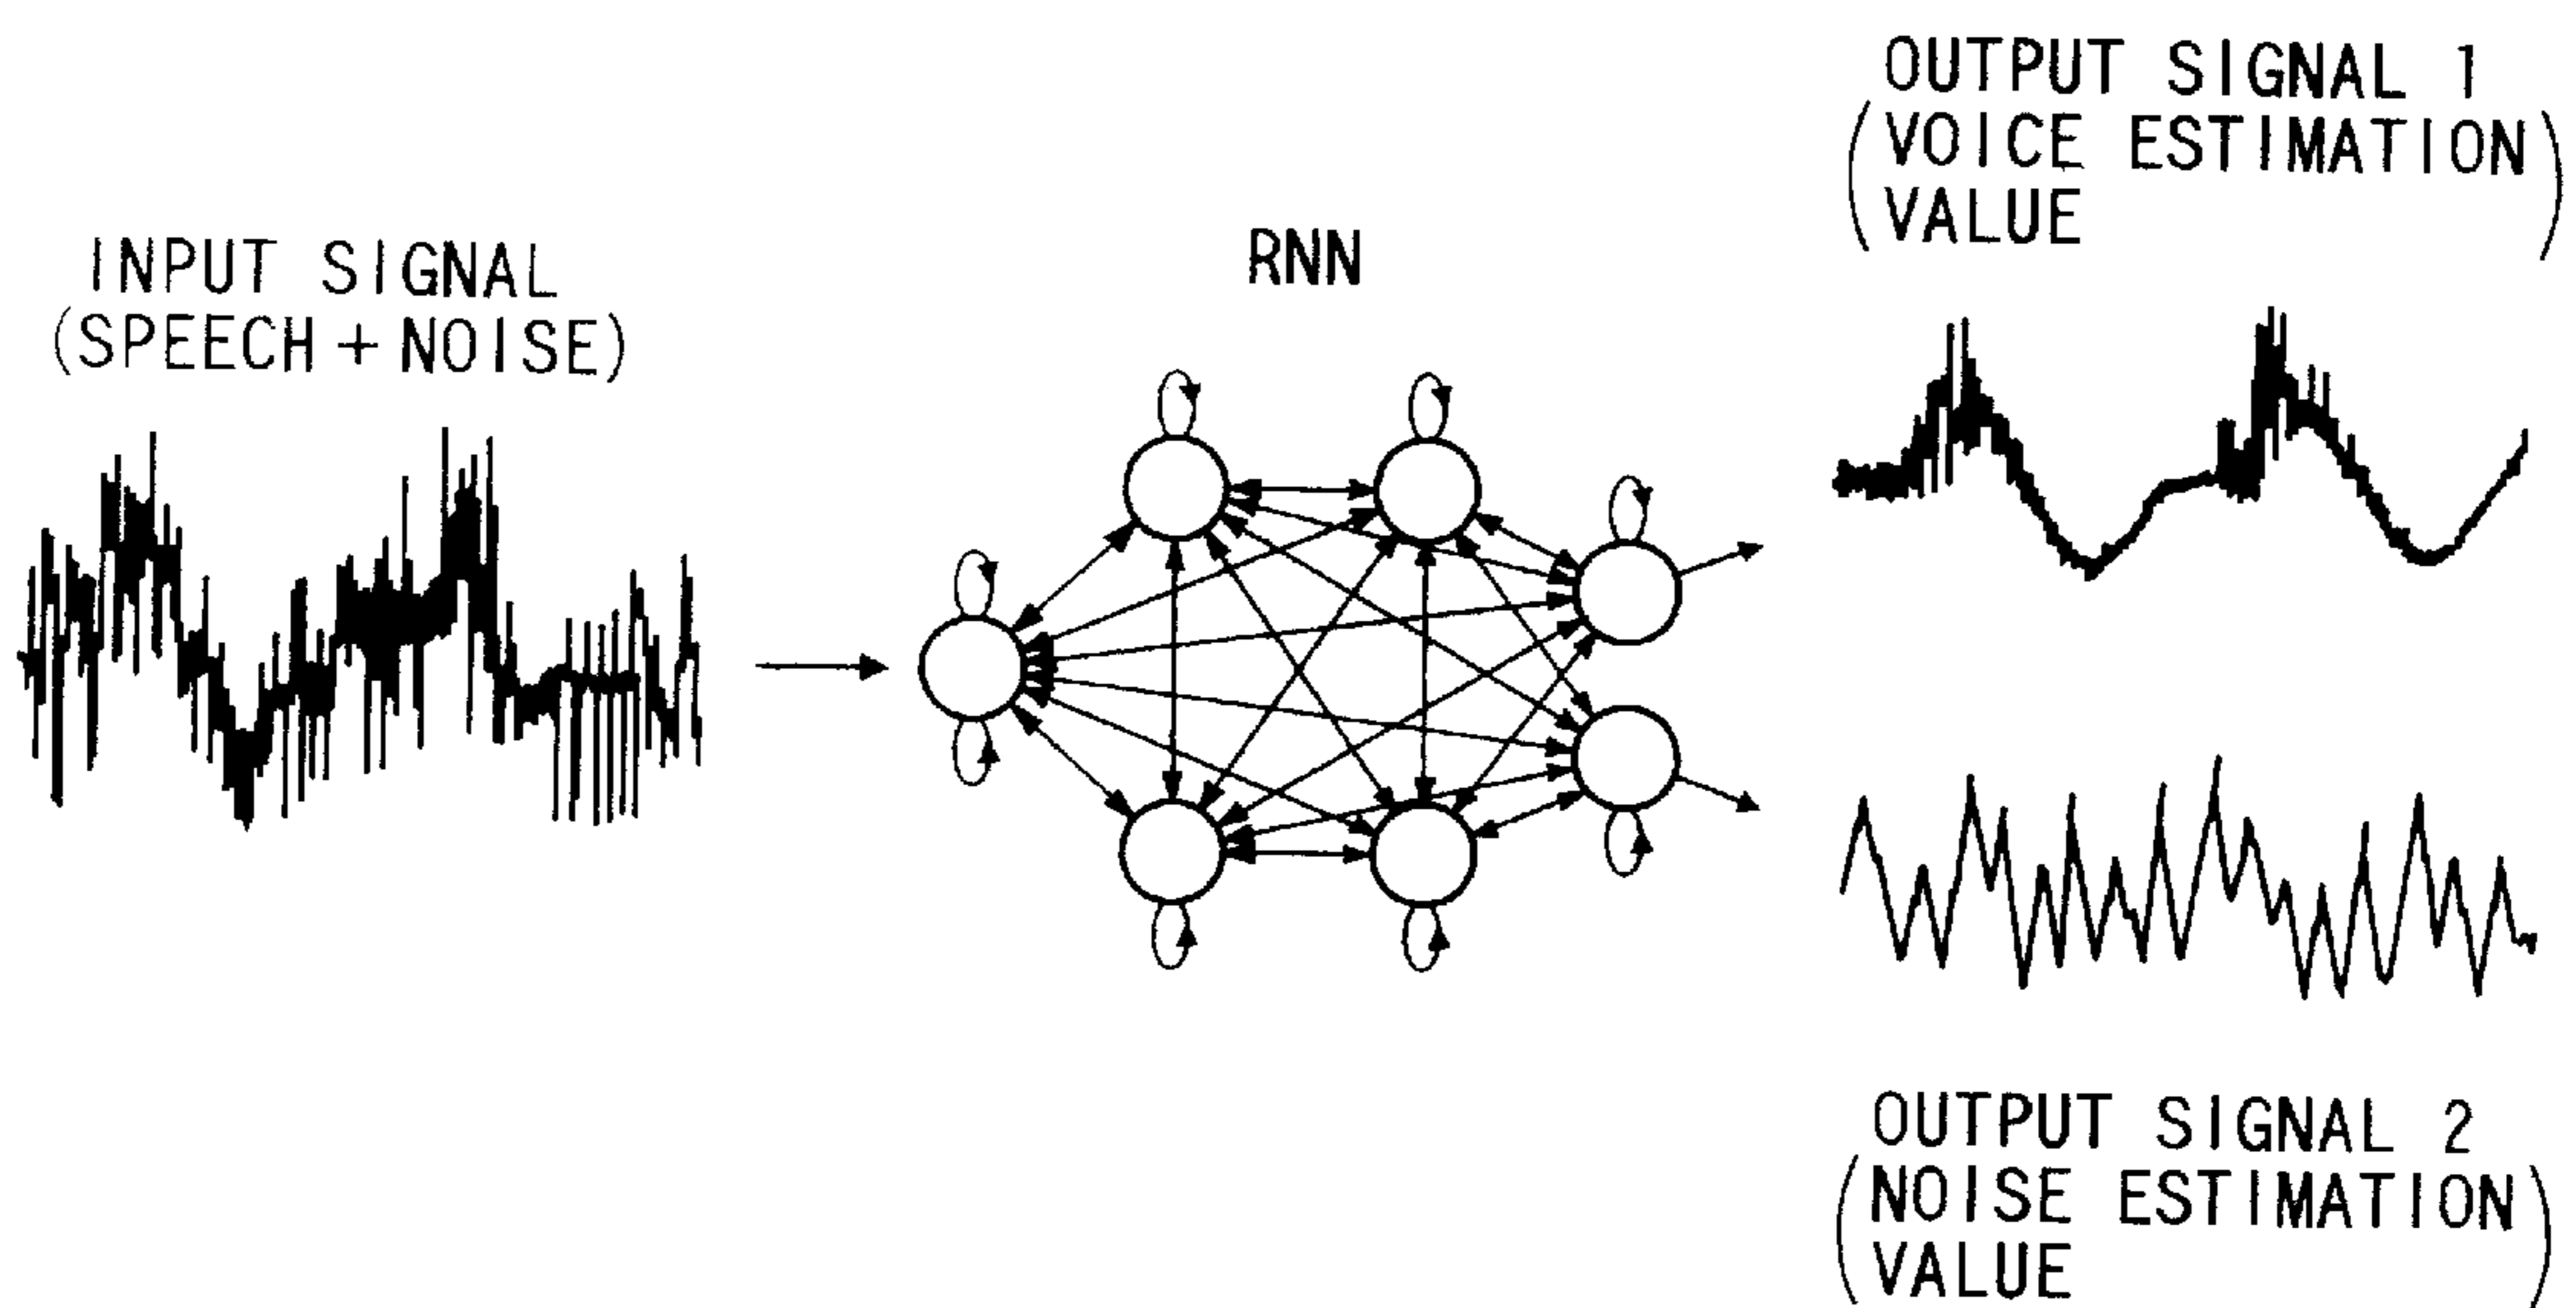 INPUT SIGNAL
(SPEECH + NOISE)
RNN
OUTPUT SIGNAL 1
(VOICE ESTIMATION
VALUE)
OUTPUT SIGNAL 2
(NOISE ESTIMATION
VALUE)